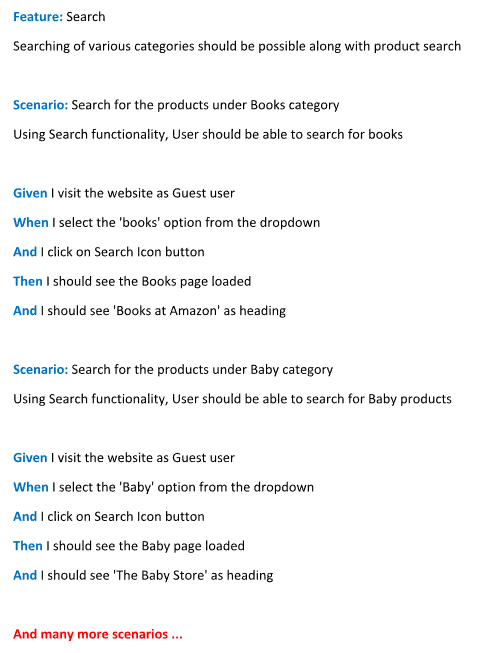 Feature: Search
Searching of various categories should be possible along with product search
Scenario: Search for the products under Books category
Using Search functionality, User should be able to search for books
Given I visit the website as Guest user
When I select the 'books' option from the dropdown
And I click on Search Icon button
Then I should see the Books page loaded
And I should see 'Books at Amazon' as heading
Scenario: Search for the products under Baby category
Using Search functionality, User should be able to search for Baby products
Given I visit the website as Guest user
When I select the 'Baby' option from the dropdown
And I click on Search Icon button
Then I should see the Baby page loaded
And I should see 'The Baby Store' as heading
And many more scenarios ...